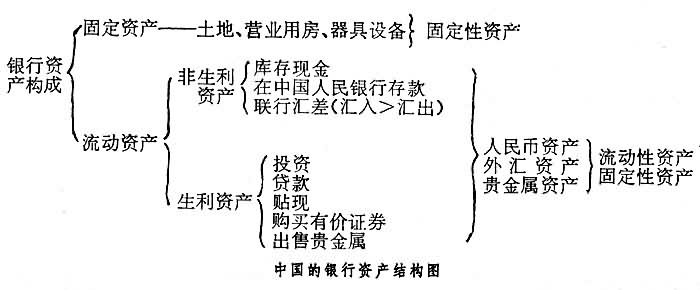 固定资产——土地、营业用房、器具设备 固定性资产
银行资
产构成
流动资产
非生利
资产
库存现金
在中国人民银行存款
联行汇差(汇入>汇出)
生利资产
投资
贷款
贴现
购买有价证券
出售贵金属
人民币资产
外汇资产
贵金属资产
流动性资产
固定性资产
中国的银行资产结构图